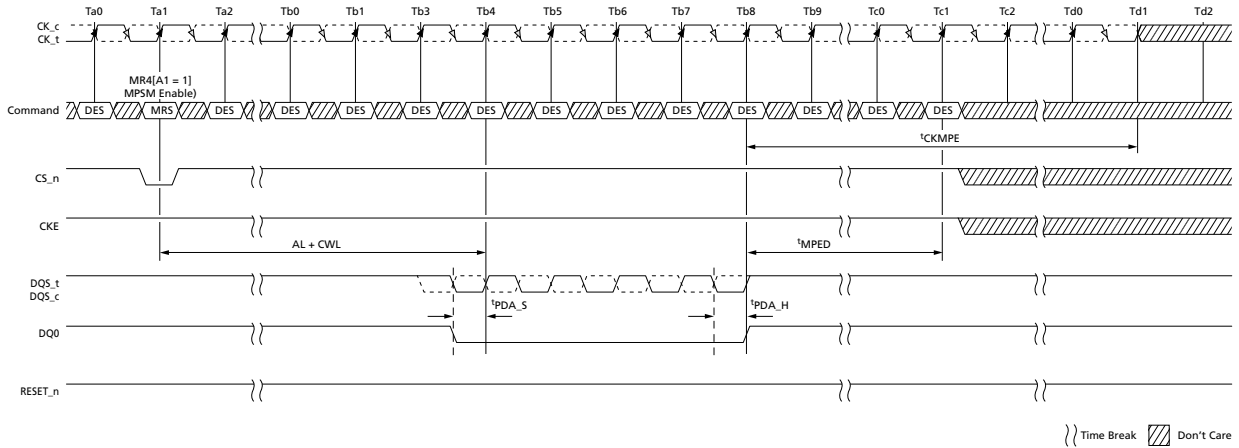 Ta0 Ta1 Ta2 Tb0 Tb1 Tb2 Tb3 Tb4 Tb5 Tb6 Tb7 Tb8 Tb9 Tc0 Tc1 Tc2 Td0 Td1 Td2
CK_c
CK_t
MR4[A1 = 1]
MPSM Enable)
Command DES MRS DES DES DES DES DES DES DES DES DES DES DES DES DES
tCKMPE
CS_n
CKE
AL + CWL
tMPED
DQS_t
DQS_c
tPDA_S
tPDA_H
DQ0
RESET_n
Time Break
Don't Care